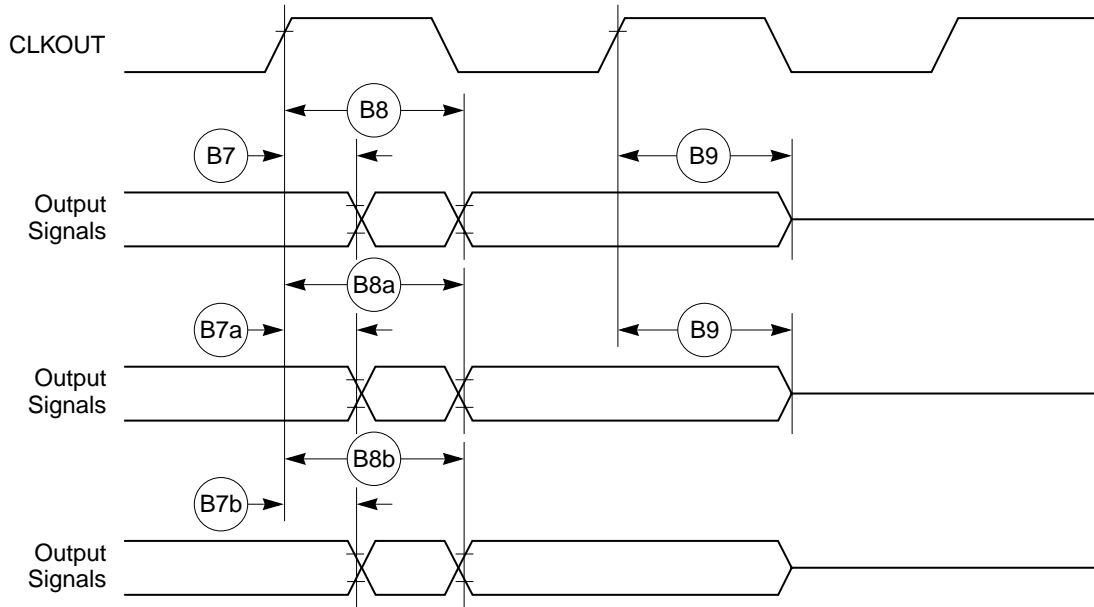 CLKOUT
B8
B7
B9
Output
Signals
B8a
B7a
B9
Output
Signals
B8b
B7b
Output
Signals